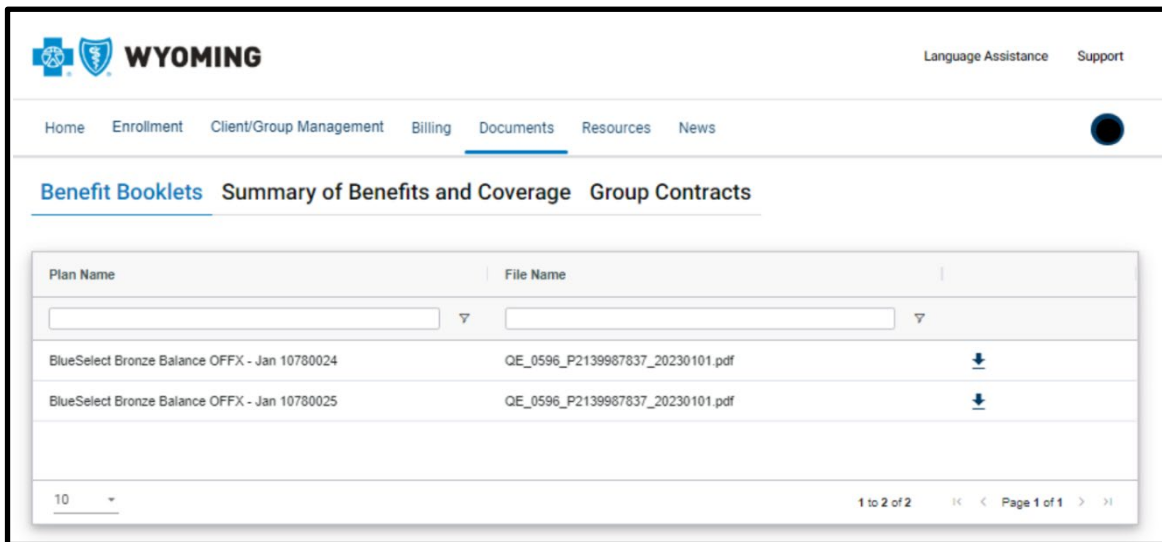 WYOMING
Language Assistance Support
Home Enrollment Client/Group Management Billing Documents Resources News
Benefit Booklets Summary of Benefits and Coverage Group Contracts
Plan Name File Name
BlueSelect Bronze Balance OFFX - Jan 10780024 QE_0596_P2139987837_20230101.pdf
BlueSelect Bronze Balance OFFX - Jan 10780025 QE_0596_P2139987837_20230101.pdf
10 1 to 2 of 2 Page 1 of 1